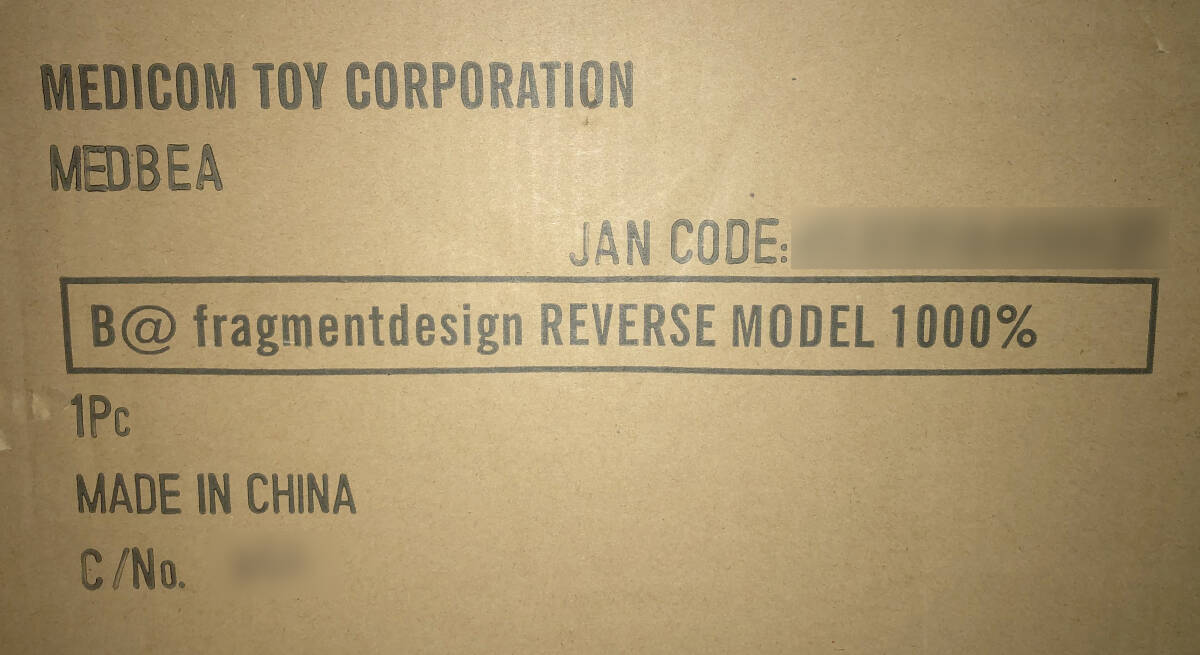 MEDICOM TOY CORPORATION
MEDBEA
JAN CODE:
B@ fragmentdesign REVERSE MODEL 1000%
1Pc
MADE IN CHINA
C/No.